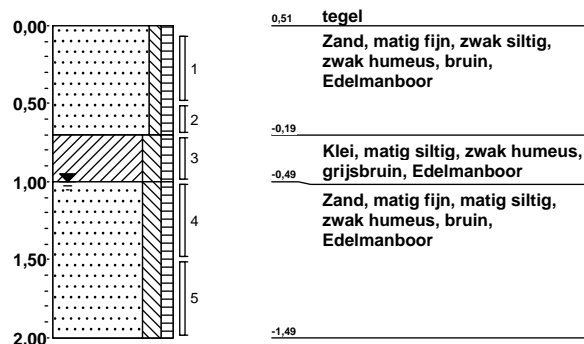 0,00
0,50
1,00
1,50
2,00
1
2
3
4
5
0,51 tegel
Zand, matig fijn, zwak siltig,
zwak humeus, bruin,
Edelmanboor
-0,19
Klei, matig siltig, zwak humeus,
grijsbruin, Edelmanboor
-0,49
Zand, matig fijn, matig siltig,
zwak humeus, bruin,
Edelmanboor
-1,49